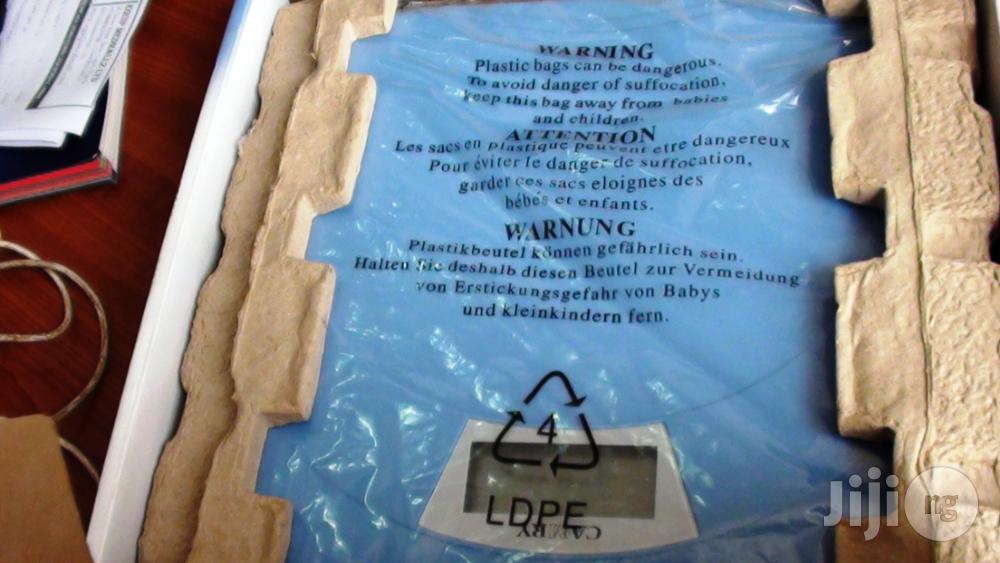 WARNING
Plastic bags can be dangerous.
To avoid danger of suffocation,
keep this bag away from babies
and children.
ATTENTION
Les sacs en plastique peuvent etre dangereux
Pour éviter le danger de suffocation,
garder ces sacs eloignes des
bébés et enfants.
WARNUNG
Plastikbeutel können gefährlich sein.
Halten Sie deshalb diesen Beutel zur Vermeidung
von Erstickungsgefahr von Babys
und kleinkindern fern.
4
LDPE
CAMRY
Jiji ng